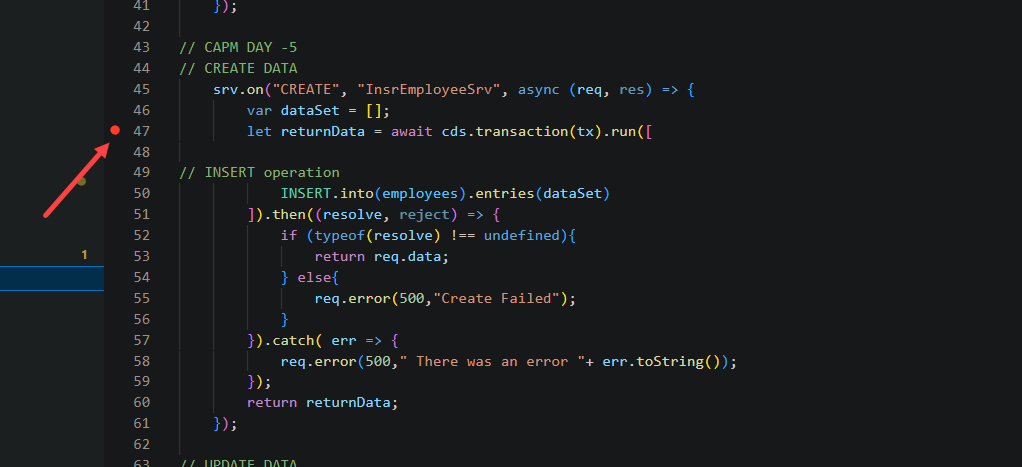 41 });
42
43 // CAPM DAY -5
44 // CREATE DATA
45 srv.on("CREATE", "InsrEmployeeSrv", async (req, res) => {
46 var dataSet = [];
47 let returnData = await cds.transaction(tx).run([
48
49 // INSERT operation
50 INSERT.into(employees).entries(dataSet)
51 ]).then((resolve, reject) => {
52 if (typeof(resolve) !== undefined){
1 53 return req.data;
54 } else{
55 req.error(500,"Create Failed");
56 }
57 }).catch( err => {
58 req.error(500," There was an error "+ err.toString());
59 });
60 return returnData;
61 });
62
63 // UPDATE DATA